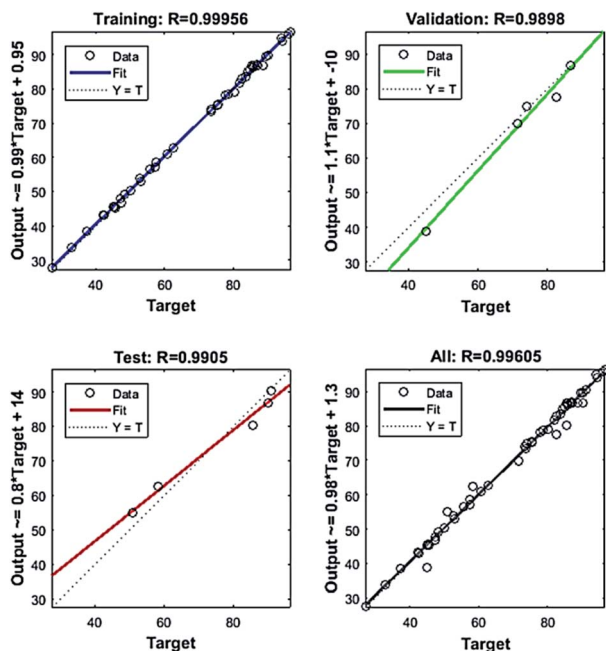 Training: R=0.99956
Output ~= 0.99*Target + 0.95
Data
Fit
Y = T
90
80
70
60
50
40
30
40
60
80
Target
Validation: R=0.9898
Output ~= 1.1*Target + -10
Data
Fit
Y = T
90
80
70
60
50
40
30
40
60
80
Target
Test: R=0.9905
Output ~= 0.8*Target + 14
Data
Fit
Y = T
90
80
70
60
50
40
30
40
60
80
Target
All: R=0.99605
Output ~= 0.98*Target + 1.3
Data
Fit
Y = T
90
80
70
60
50
40
30
40
60
80
Target